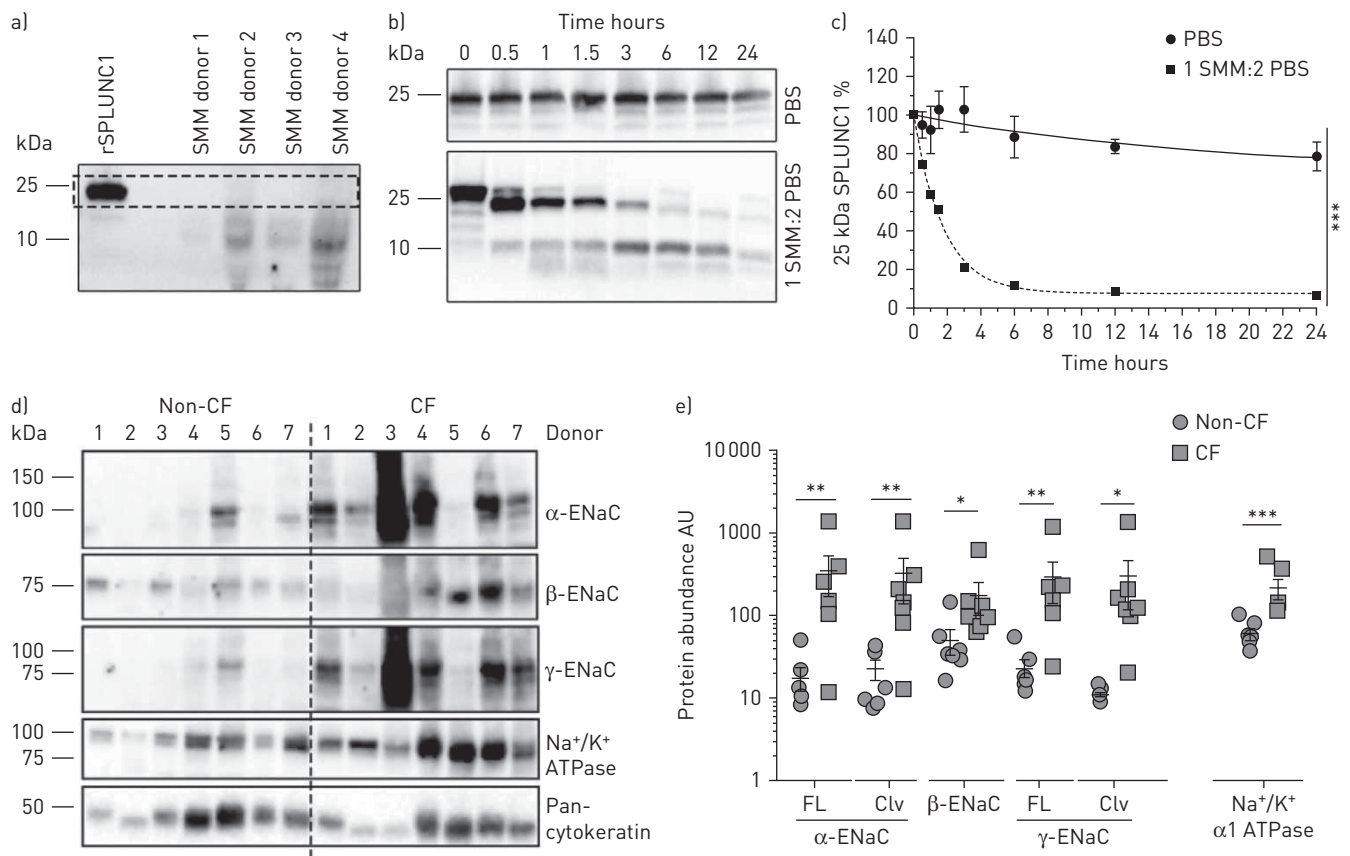 a)
kDa
rSPLUNC1
SMM donor 1
SMM donor 2
SMM donor 3
SMM donor 4
25
10
b)
Time hours
kDa 0 0.5 1 1.5 3 6 12 24
25
PBS
25
10
1 SMM:2 PBS
c)
PBS
1 SMM:2 PBS
25 kDa SPLUNC1 %
140
120
100
80
60
40
20
0
***
0 2 4 6 8 10 12 14 16 18 20 22 24
Time hours
d)
Non-CF CF
kDa 1 2 3 4 5 6 7 1 2 3 4 5 6 7 Donor
150
100
α-ENaC
75
β-ENaC
100
75
γ-ENaC
100
75
Na+/K+
ATPase
50
Pan-
cytokeratin
e)
Non-CF
CF
Protein abundance AU
10 000
1000
100
10
1
** ** * ** * ***
FL Clv β-ENaC FL Clv Na+/K+
α-ENaC γ-ENaC α1 ATPase